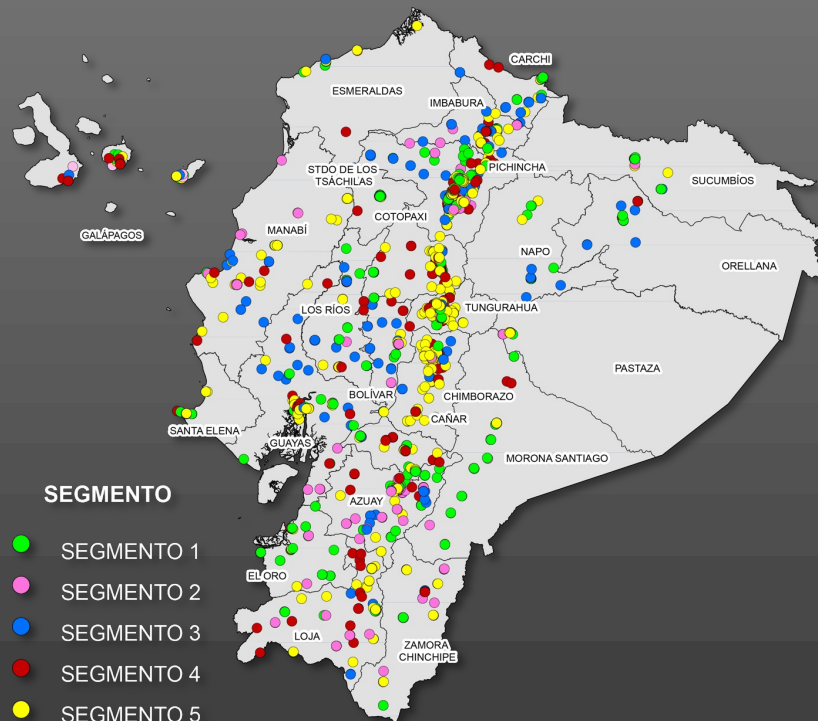 CARCHI
ESMERALDAS
IMBABURA
PICHINCHA
STDO DE LOS
TSÁCHILAS
SUCUMBÍOS
COTOPAXI
MANABÍ
GALÁPAGOS
NAPO
ORELLANA
LOS RÍOS
TUNGURAHUA
PASTAZA
BOLÍVAR
CHIMBORAZO
CAÑAR
SANTA ELENA
GUAYAS
MORONA SANTIAGO
AZUAY
EL ORO
LOJA
ZAMORA
CHINCHIPE
SEGMENTO
SEGMENTO 1
SEGMENTO 2
SEGMENTO 3
SEGMENTO 4
SEGMENTO 5